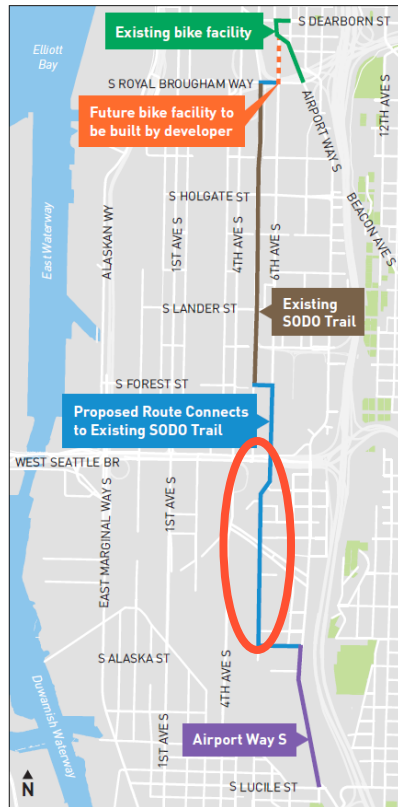 Existing bike facility
S DEARBORN ST
Elliott
Bay
S ROYAL BROUGHAM WAY
Future bike facility to
be built by developer
AIRPORT WAY S
12TH AVE S
S HOLGATE ST
BEACON AVE S
East Waterway
ALASKAN WY
1ST AVE S
4TH AVE S
6TH AVE S
S LANDER ST
Existing
SODO Trail
S FOREST ST
Proposed Route Connects
to Existing SODO Trail
WEST SEATTLE BR
EAST MARGINAL WAY S
1ST AVE S
S ALASKA ST
4TH AVE S
Duwamish Waterway
1ST AVE S
Airport Way S
S LUCILE ST
N